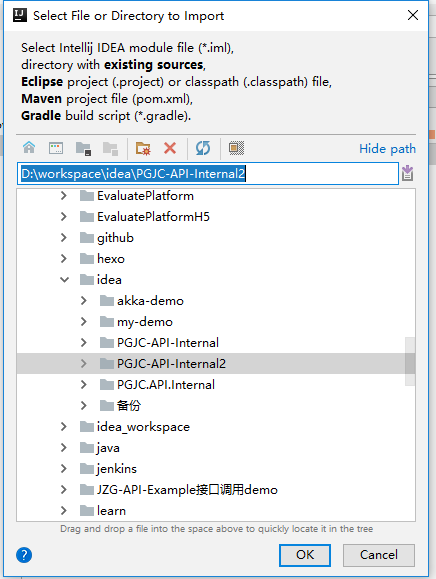 Select File or Directory to Import
Select Intellij IDEA module file (*.iml),
directory with existing sources,
Eclipse project (.project) or classpath (.classpath) file,
Maven project file (pom.xml),
Gradle build script (*.gradle).
Hide path
D:\workspace\idea\PGJC-API-Internal2
EvaluatePlatform
EvaluatePlatformH5
github
hexo
idea
akka-demo
my-demo
PGJC-API-Internal
PGJC-API-Internal2
PGJC.API.Internal
备份
idea_workspace
java
jenkins
JZG-API-Example接口调用demo
learn
Drag and drop a file into the space above to quickly locate it in the tree
OK Cancel